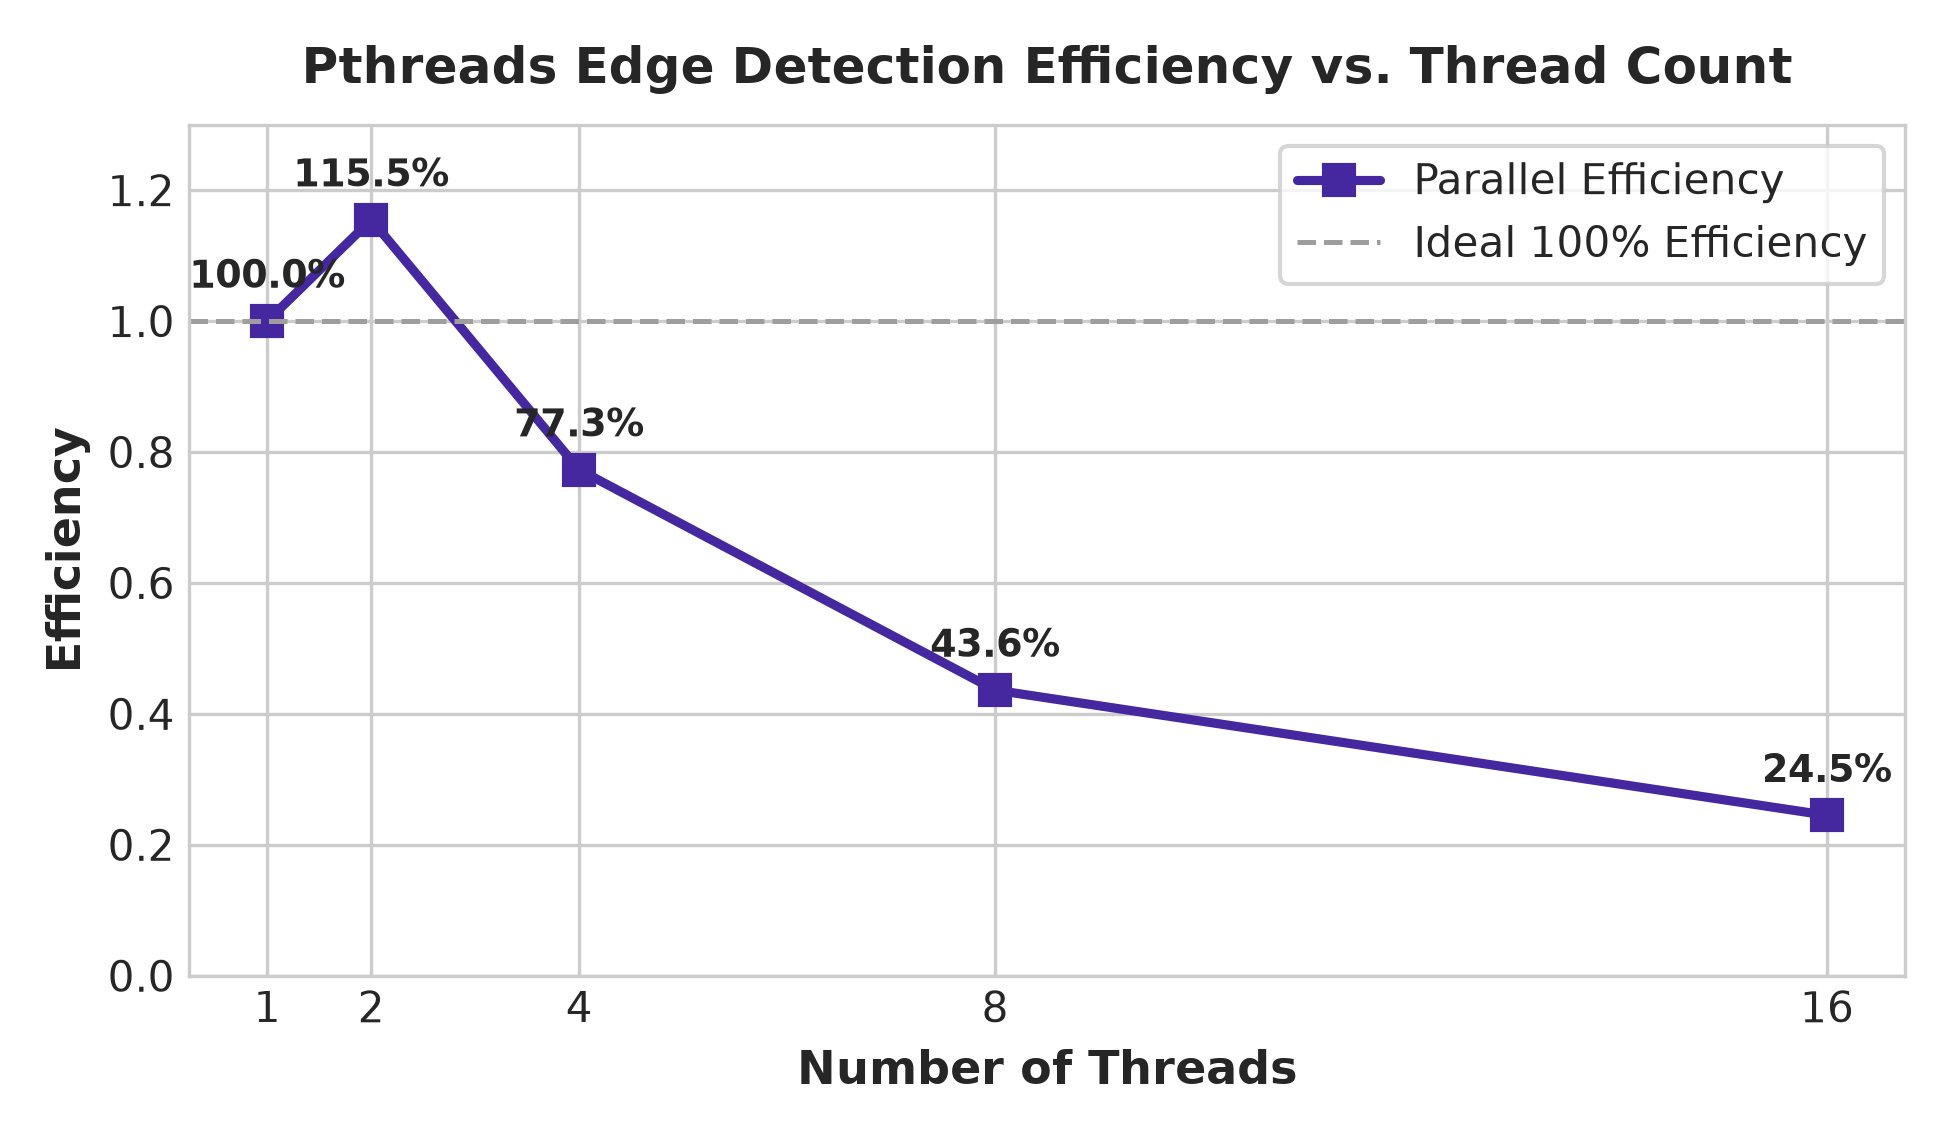 Pthreads Edge Detection Efficiency vs. Thread Count
Parallel Efficiency
Ideal 100% Efficiency
115.5%
100.0%
77.3%
43.6%
24.5%
Efficiency
1.2
1.0
0.8
0.6
0.4
0.2
0.0
1 2 4 8 16
Number of Threads